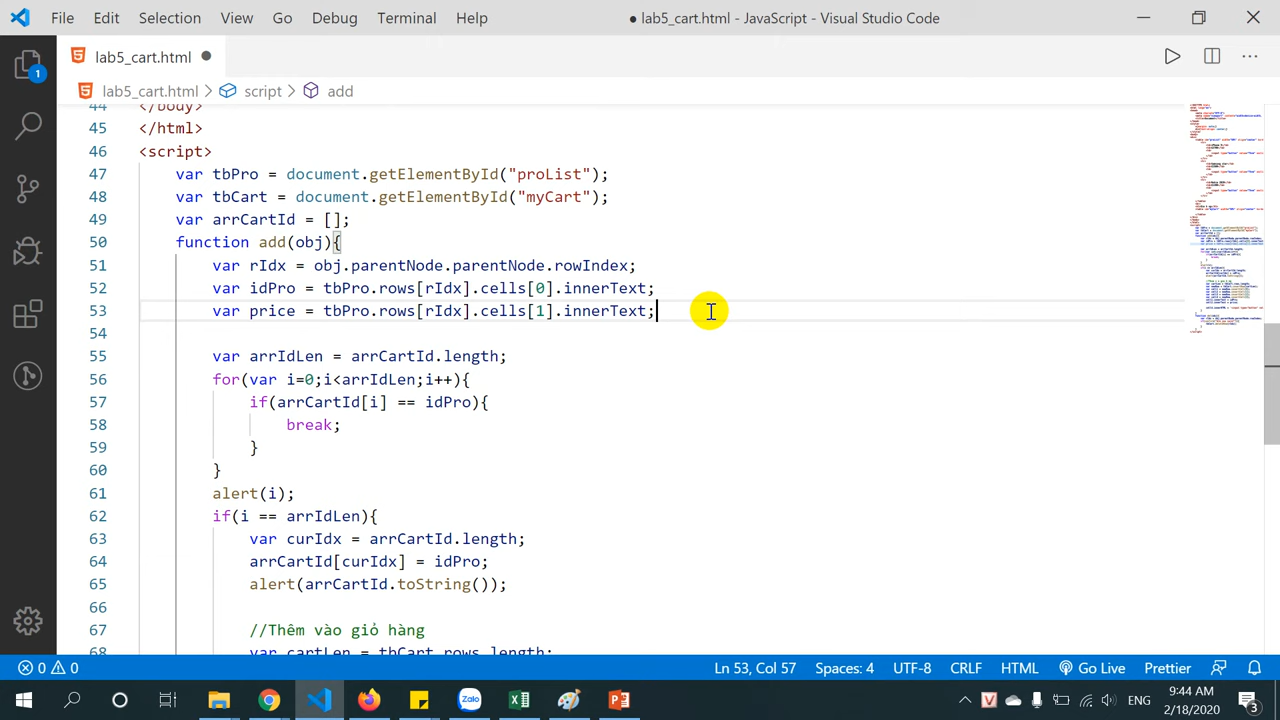 File Edit Selection View Go Debug Terminal Help ● lab5_cart.html - JavaScript - Visual Studio Code
lab5_cart.html
lab5_cart.html > script > add
44 </body>
45 </html>
46 <script>
47 var tbPro = document.getElementById("proList");
48 var tbCart = document.getElementById("myCart");
49 var arrCartId = [];
50 function add(obj){
51 var rIdx = obj.parentNode.parentNode.rowIndex;
52 var idPro = tbPro.rows[rIdx].cells[0].innerText;
53 var price = tbPro.rows[rIdx].cells[1].innerText;
54
55 var arrIdLen = arrCartId.length;
56 for(var i=0;i<arrIdLen;i++){
57 if(arrCartId[i] == idPro){
58 break;
59 }
60 }
61 alert(i);
62 if(i == arrIdLen){
63 var curIdx = arrCartId.length;
64 arrCartId[curIdx] = idPro;
65 alert(arrCartId.toString());
66
67 //Thêm vào giỏ hàng
68 var cartLen = tbCart.rows.length;
1
0 0 Ln 53, Col 57 Spaces: 4 UTF-8 CRLF HTML Go Live Prettier
Zalo ENG :44 AM
2/18/2020 3